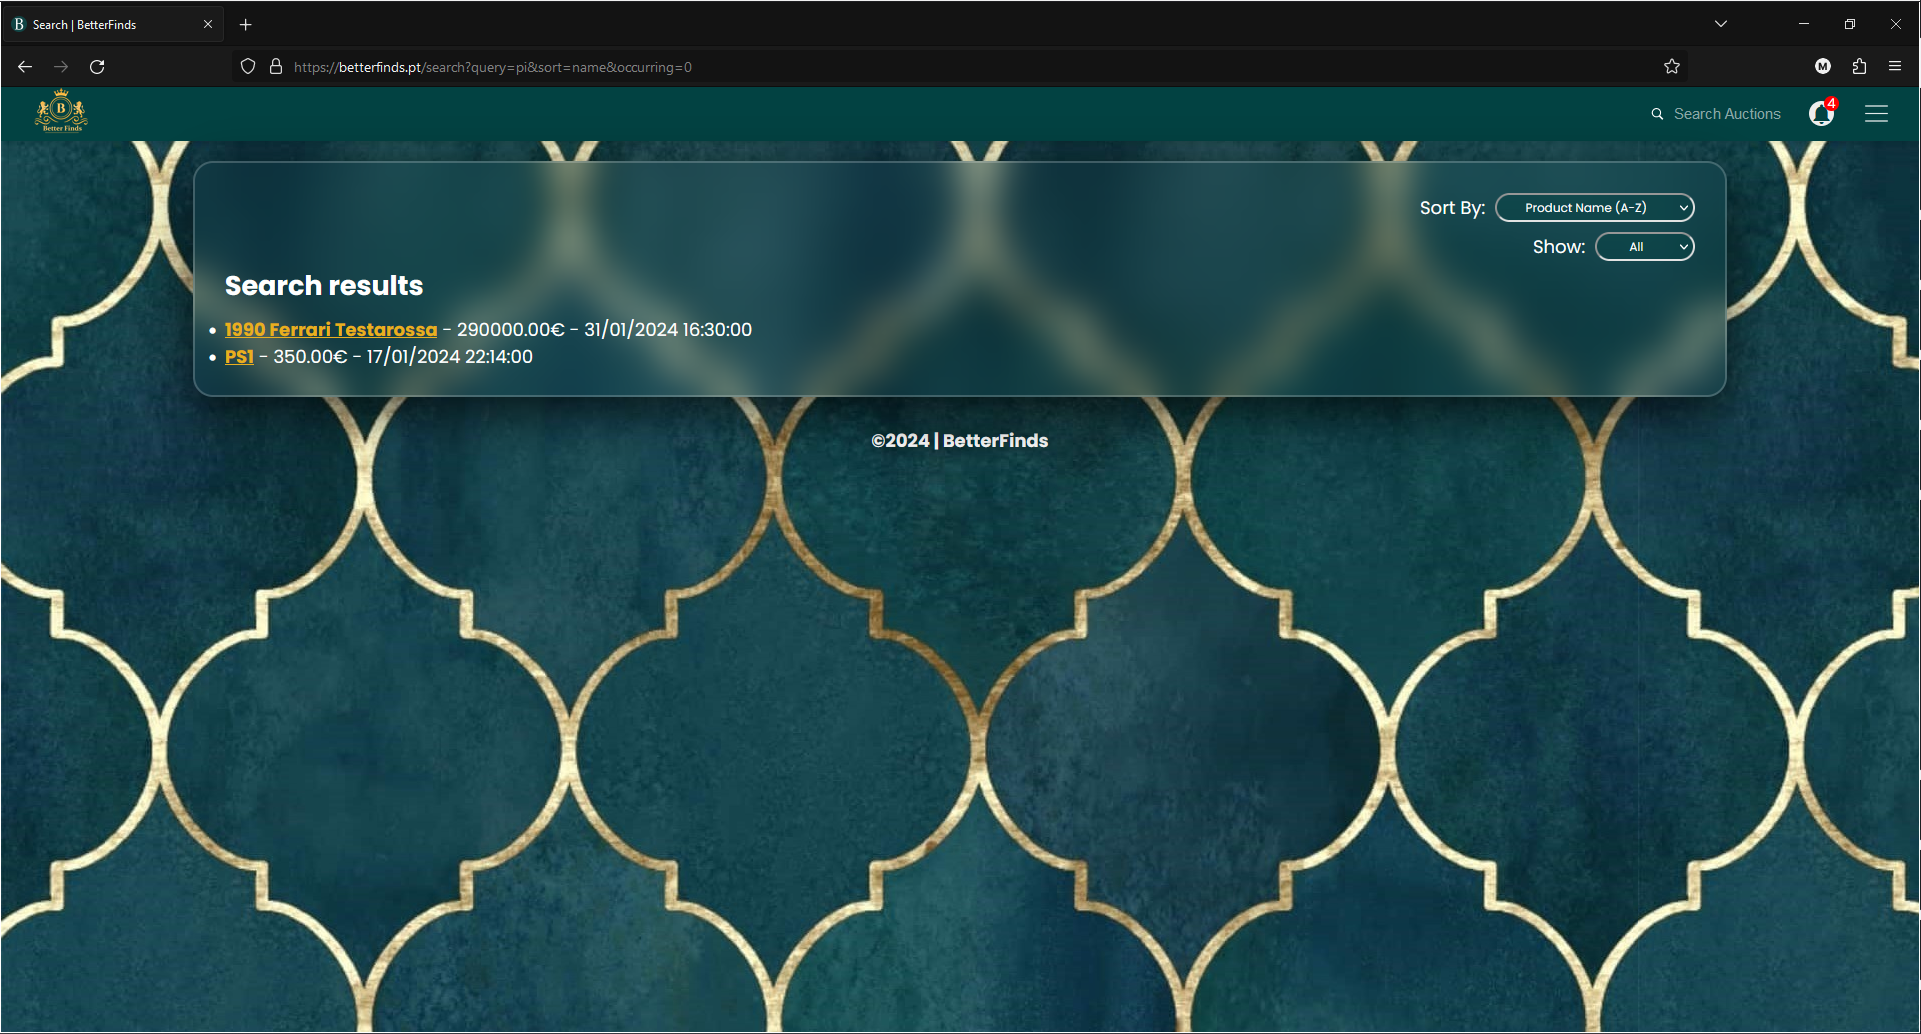 B Search | BetterFinds
https://betterfinds.pt/search?query=pi&sort=name&occurring=0
M
B
Better Finds
Search Auctions
4
Sort By: Product Name (A-Z)
Show: All
Search results
• 1990 Ferrari Testarossa - 290000.00€ - 31/01/2024 16:30:00
• PS1 - 350.00€ - 17/01/2024 22:14:00
©2024 | BetterFinds